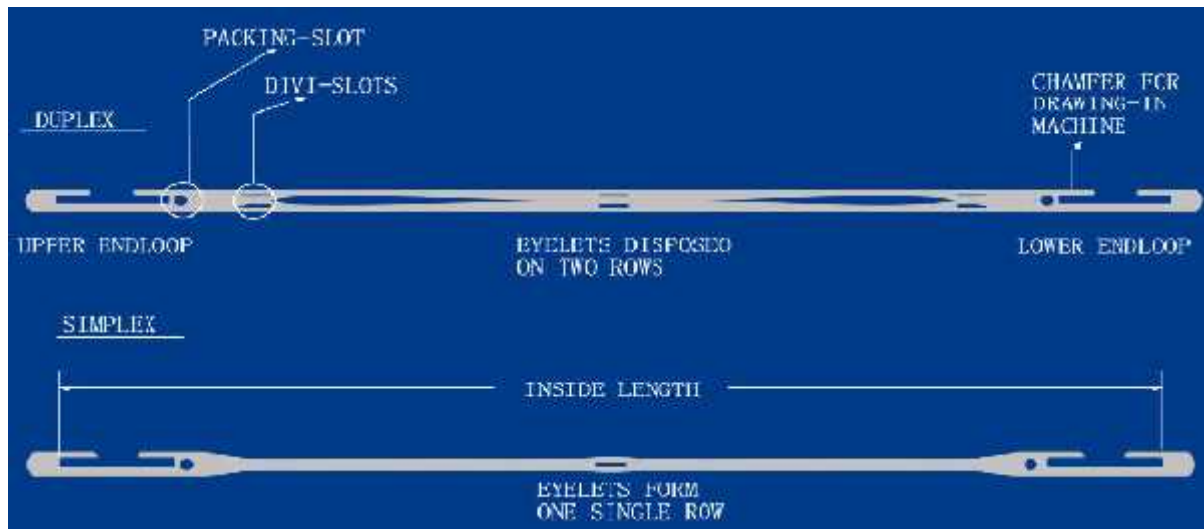 PACKING-SLOT
DIVI-SLOTS
CHAMFER FOR
DRAWING-IN
MACHINE
DUPLEX
UPPER ENDLOOP
EYELETS DISPOSED
ON TWO ROWS
LOWER ENDLOOP
SIMPLEX
INSIDE LENGTH
EYELETS FORM
ONE SINGLE ROW